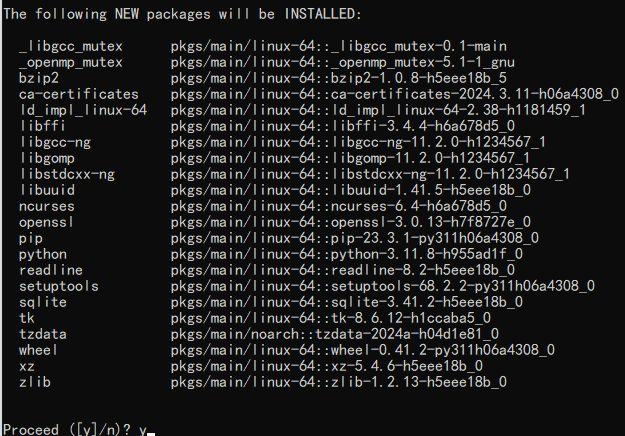 The following NEW packages will be INSTALLED:
_libgcc_mutex pkgs/main/linux-64::_libgcc_mutex-0.1-main
_openmp_mutex pkgs/main/linux-64::_openmp_mutex-5.1-1_gnu
bzip2 pkgs/main/linux-64::bzip2-1.0.8-h5eee18b_5
ca-certificates pkgs/main/linux-64::ca-certificates-2024.3.11-h06a4308_0
ld_impl_linux-64 pkgs/main/linux-64::ld_impl_linux-64-2.38-h1181459_1
libffi pkgs/main/linux-64::libffi-3.4.4-h6a678d5_0
libgcc-ng pkgs/main/linux-64::libgcc-ng-11.2.0-h1234567_1
libgomp pkgs/main/linux-64::libgomp-11.2.0-h1234567_1
libstdcxx-ng pkgs/main/linux-64::libstdcxx-ng-11.2.0-h1234567_1
libuuid pkgs/main/linux-64::libuuid-1.41.5-h5eee18b_0
ncurses pkgs/main/linux-64::ncurses-6.4-h6a678d5_0
openssl pkgs/main/linux-64::openssl-3.0.13-h7f8727e_0
pip pkgs/main/linux-64::pip-23.3.1-py311h06a4308_0
python pkgs/main/linux-64::python-3.11.8-h955ad1f_0
readline pkgs/main/linux-64::readline-8.2-h5eee18b_0
setuptools pkgs/main/linux-64::setuptools-68.2.2-py311h06a4308_0
sqlite pkgs/main/linux-64::sqlite-3.41.2-h5eee18b_0
tk pkgs/main/linux-64::tk-8.6.12-h1ccaba5_0
tzdata pkgs/main/noarch::tzdata-2024a-h04d1e81_0
wheel pkgs/main/linux-64::wheel-0.41.2-py311h06a4308_0
xz pkgs/main/linux-64::xz-5.4.6-h5eee18b_0
zlib pkgs/main/linux-64::zlib-1.2.13-h5eee18b_0
Proceed ([y]/n)? y